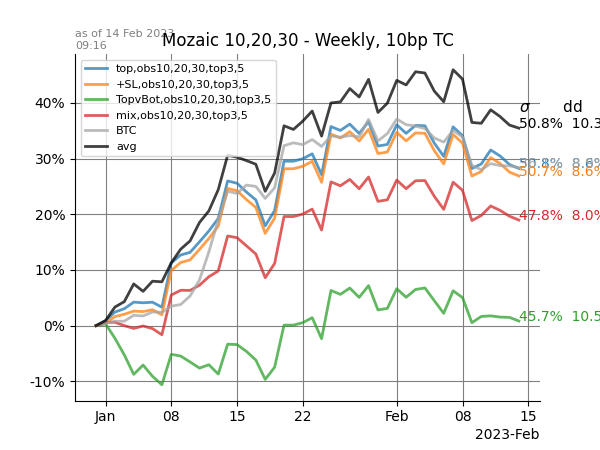 as of 14 Feb 2023
09:16
Mozaic 10,20,30 - Weekly, 10bp TC
top,obs10,20,30,top3,5
+SL,obs10,20,30,top3,5
TopvBot,obs10,20,30,top3,5
mix,obs10,20,30,top3,5
BTC
avg
40%
30%
20%
10%
0%
-10%
σ dd
50.8% 10.3
8.6%
50.7% 8.6%
47.8% 8.0%
45.7% 10.5
Jan 08 15 22 Feb 08 15
2023-Feb